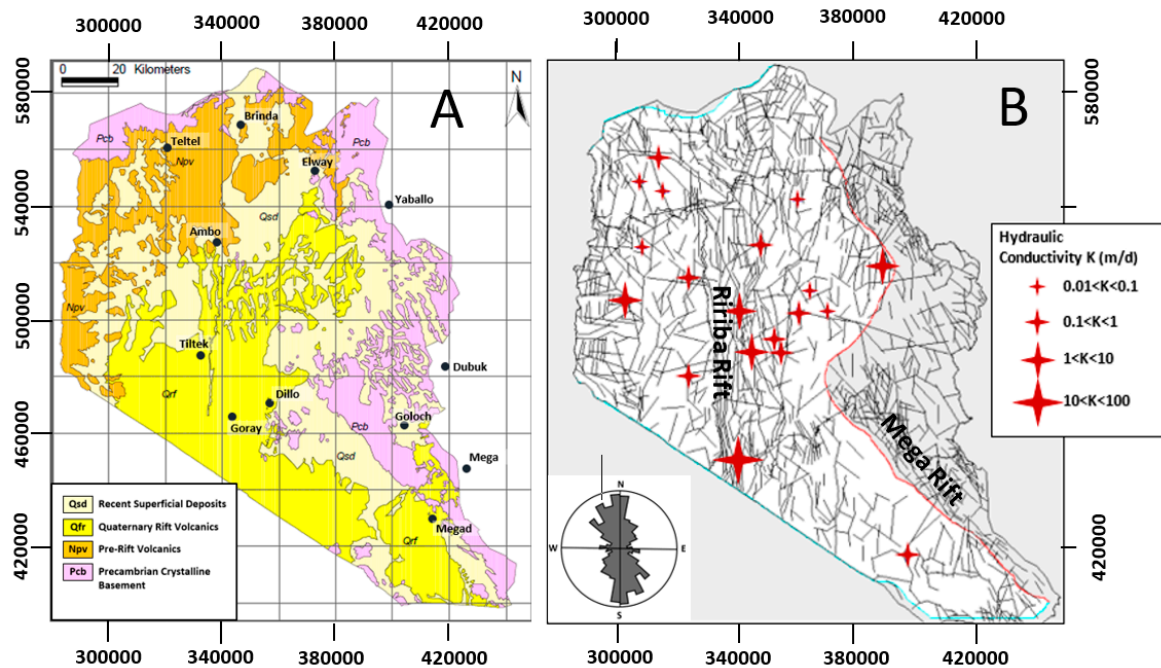 300000 340000 380000 420000
0 20 Kilometers
N
A
580000
540000
500000
460000
420000
Brinda
Pcb
Teltel
Npv
Pcb
Elway
Yaballo
Qsd
Ambo
Npv
Tiltek
Dubuk
Qrf
Dillo
Goray
Goloch
Pcb
Qsd
Mega
Megad
Qrf
Qsd Recent Superficial Deposits
Qfr Quaternary Rift Volcanics
Npv Pre-Rift Volcanics
Pcb Precambrian Crystalline
Basement
300000 340000 380000 420000
300000 340000 380000 420000
B
580000
Hydraulic
Conductivity K (m/d)
0.01<K<0.1
0.1<K<1
1<K<10
10<K<100
Ririba Rift
Mega Rift
420000
N
W E
S
300000 340000 380000 420000